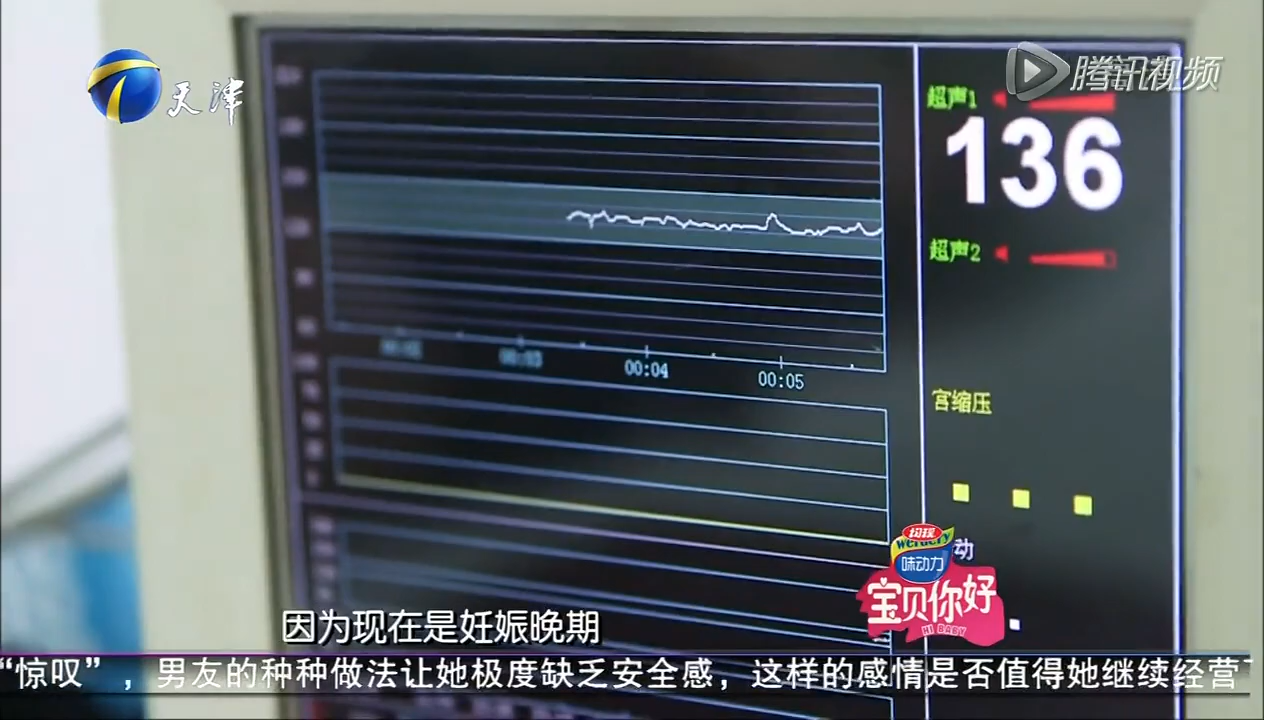 天津
腾讯视频
超声1
136
超声2
00:03
00:04
00:05
宫缩压
味动力
动
宝贝你好
HI BABY
因为现在是妊娠晚期
“惊叹”，男友的种种做法让她极度缺乏安全感，这样的感情是否值得她继续经营